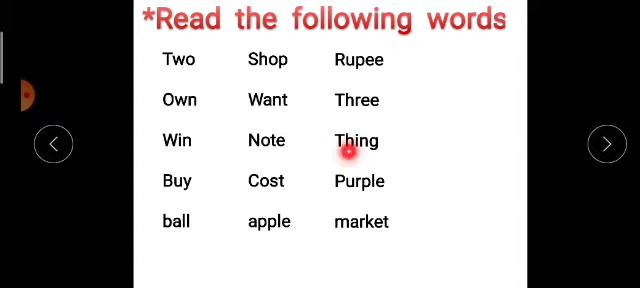 *Read the following words
Two Shop Rupee
Own Want Three
Win Note Thing
Buy Cost Purple
ball apple market